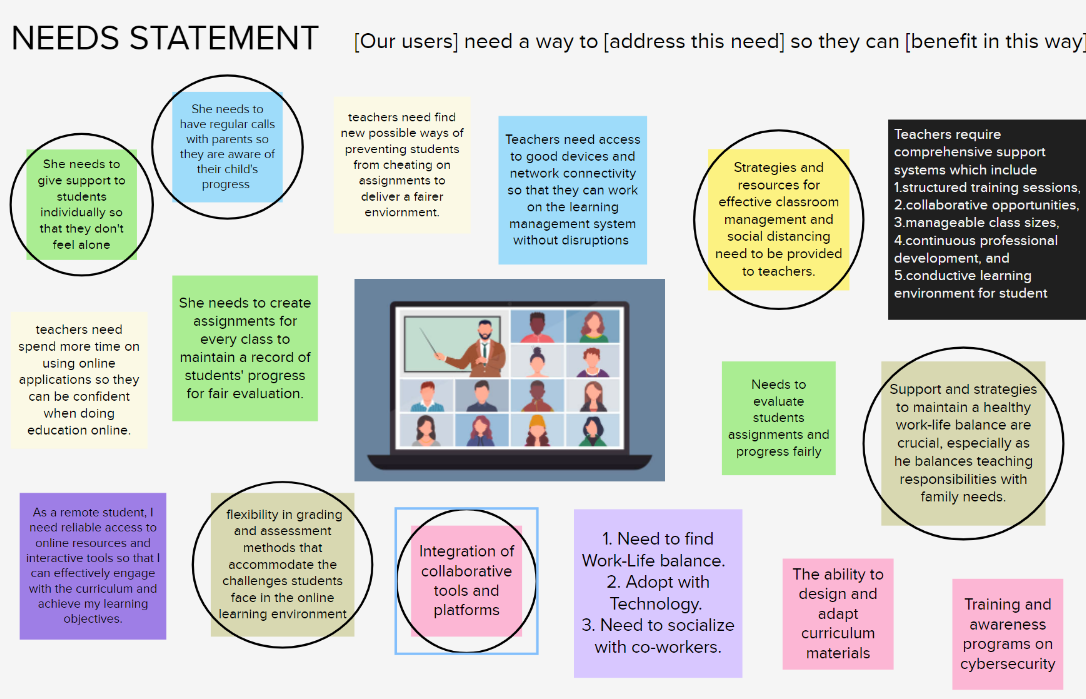 NEEDS STATEMENT
[Our users] need a way to [address this need] so they can [benefit in this way]
She needs to
give support to
students
individually so
that they don't
feel alone
She needs to
have regular calls
with parents so
they are aware of
their child's
progress
teachers need find
new possible ways of
preventing students
from cheating on
assignments to
deliver a fairer
enviornment.
Teachers need access
to good devices and
network connectivity
so that they can work
on the learning
management system
without disruptions
Strategies and
resources for
effective classroom
management and
social distancing
need to be provided
to teachers.
Teachers require
comprehensive support
systems which include
1.structured training sessions,
2.collaborative opportunities,
3.manageable class sizes,
4.continuous professional
development, and
5.conductive learning
environment for student
teachers need
spend more time on
using online
applications so they
can be confident
when doing
education online.
She needs to create
assignments for
every class to
maintain a record of
students' progress
for fair evaluation.
Needs to
evaluate
students
assignments and
progress fairly
Support and strategies
to maintain a healthy
work-life balance are
crucial, especially as
he balances teaching
responsibilities with
family needs.
As a remote student, I
need reliable access to
online resources and
interactive tools so that I
can effectively engage
with the curriculum and
achieve my learning
objectives.
flexibility in grading
and assessment
methods that
accommodate the
challenges students
face in the online
learning environment
Integration of
collaborative
tools and
platforms
1. Need to find
Work-Life balance.
2. Adopt with
Technology.
3. Need to socialize
with co-workers.
The ability to
design and
adapt
curriculum
materials
Training and
awareness
programs on
cybersecurity